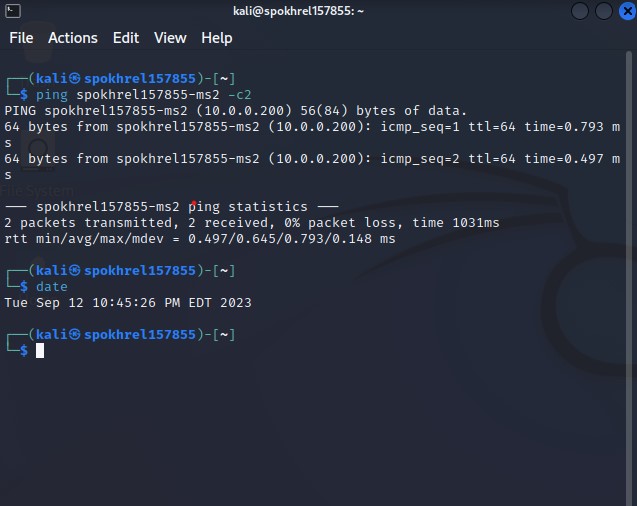 kali@spokhrel157855: ~
File Actions Edit View Help
┌──(kali㉿spokhrel157855)-[~]
└─$ ping spokhrel157855-ms2 -c2
PING spokhrel157855-ms2 (10.0.0.200) 56(84) bytes of data.
64 bytes from spokhrel157855-ms2 (10.0.0.200): icmp_seq=1 ttl=64 time=0.793 m
s
64 bytes from spokhrel157855-ms2 (10.0.0.200): icmp_seq=2 ttl=64 time=0.497 m
s
File System
— spokhrel157855-ms2 ping statistics —
2 packets transmitted, 2 received, 0% packet loss, time 1031ms
rtt min/avg/max/mdev = 0.497/0.645/0.793/0.148 ms
┌──(kali㉿spokhrel157855)-[~]
└─$ date
Tue Sep 12 10:45:26 PM EDT 2023
┌──(kali㉿spokhrel157855)-[~]
└─$